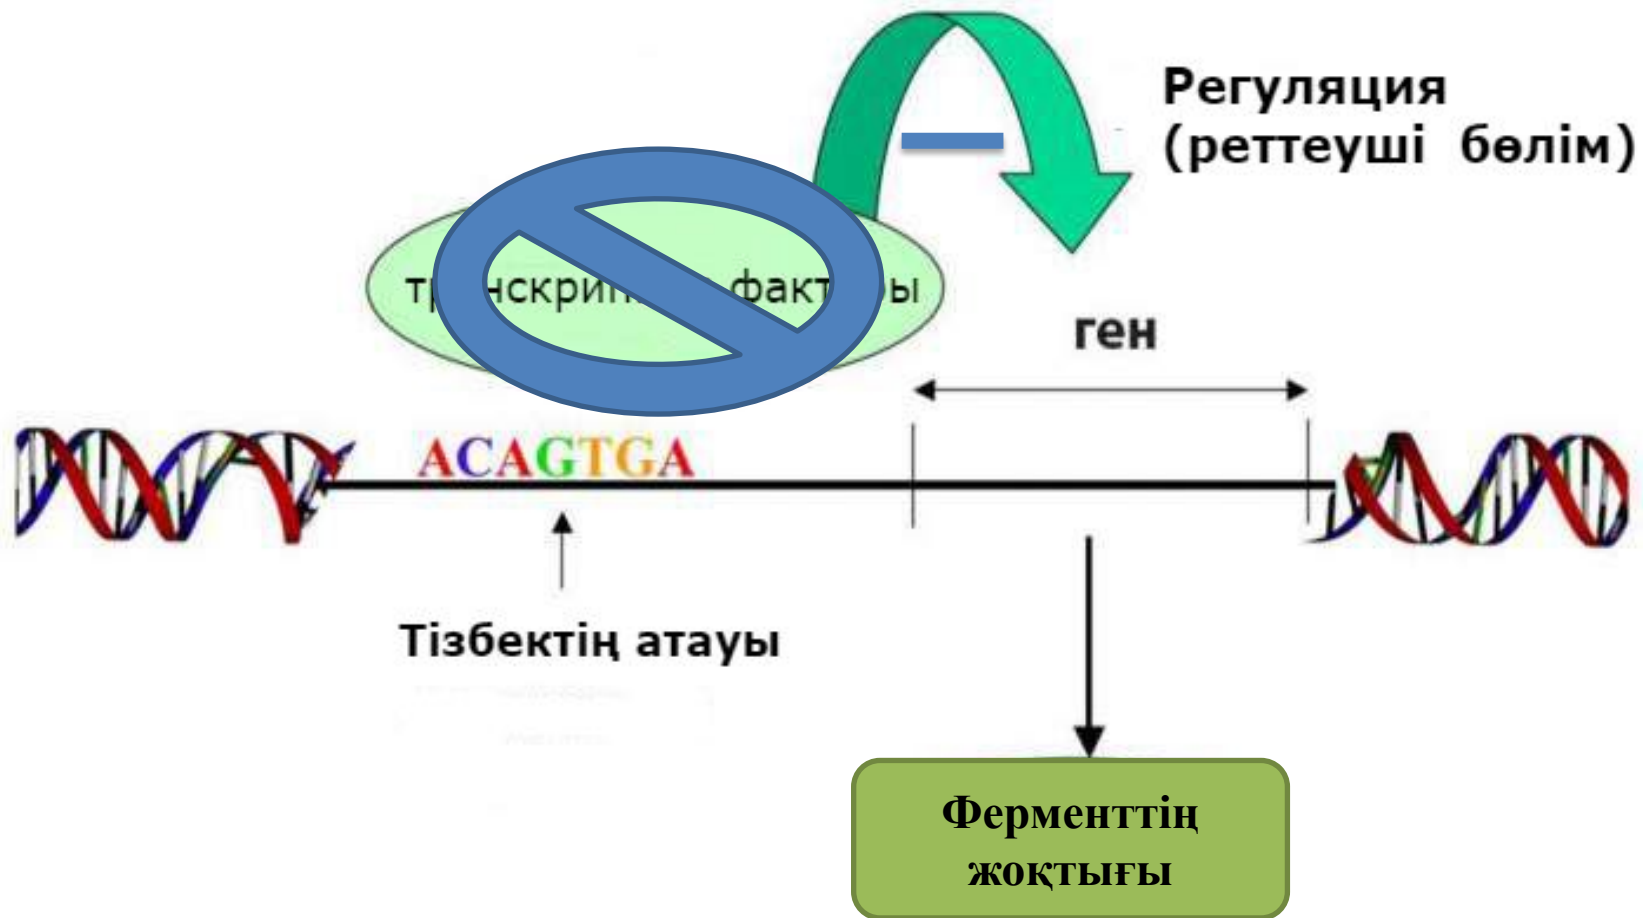 Регуляция
(реттеуші бөлім)
ген
ACAGTGA
Тізбектің атауы
Ферменттің
жоқтығы